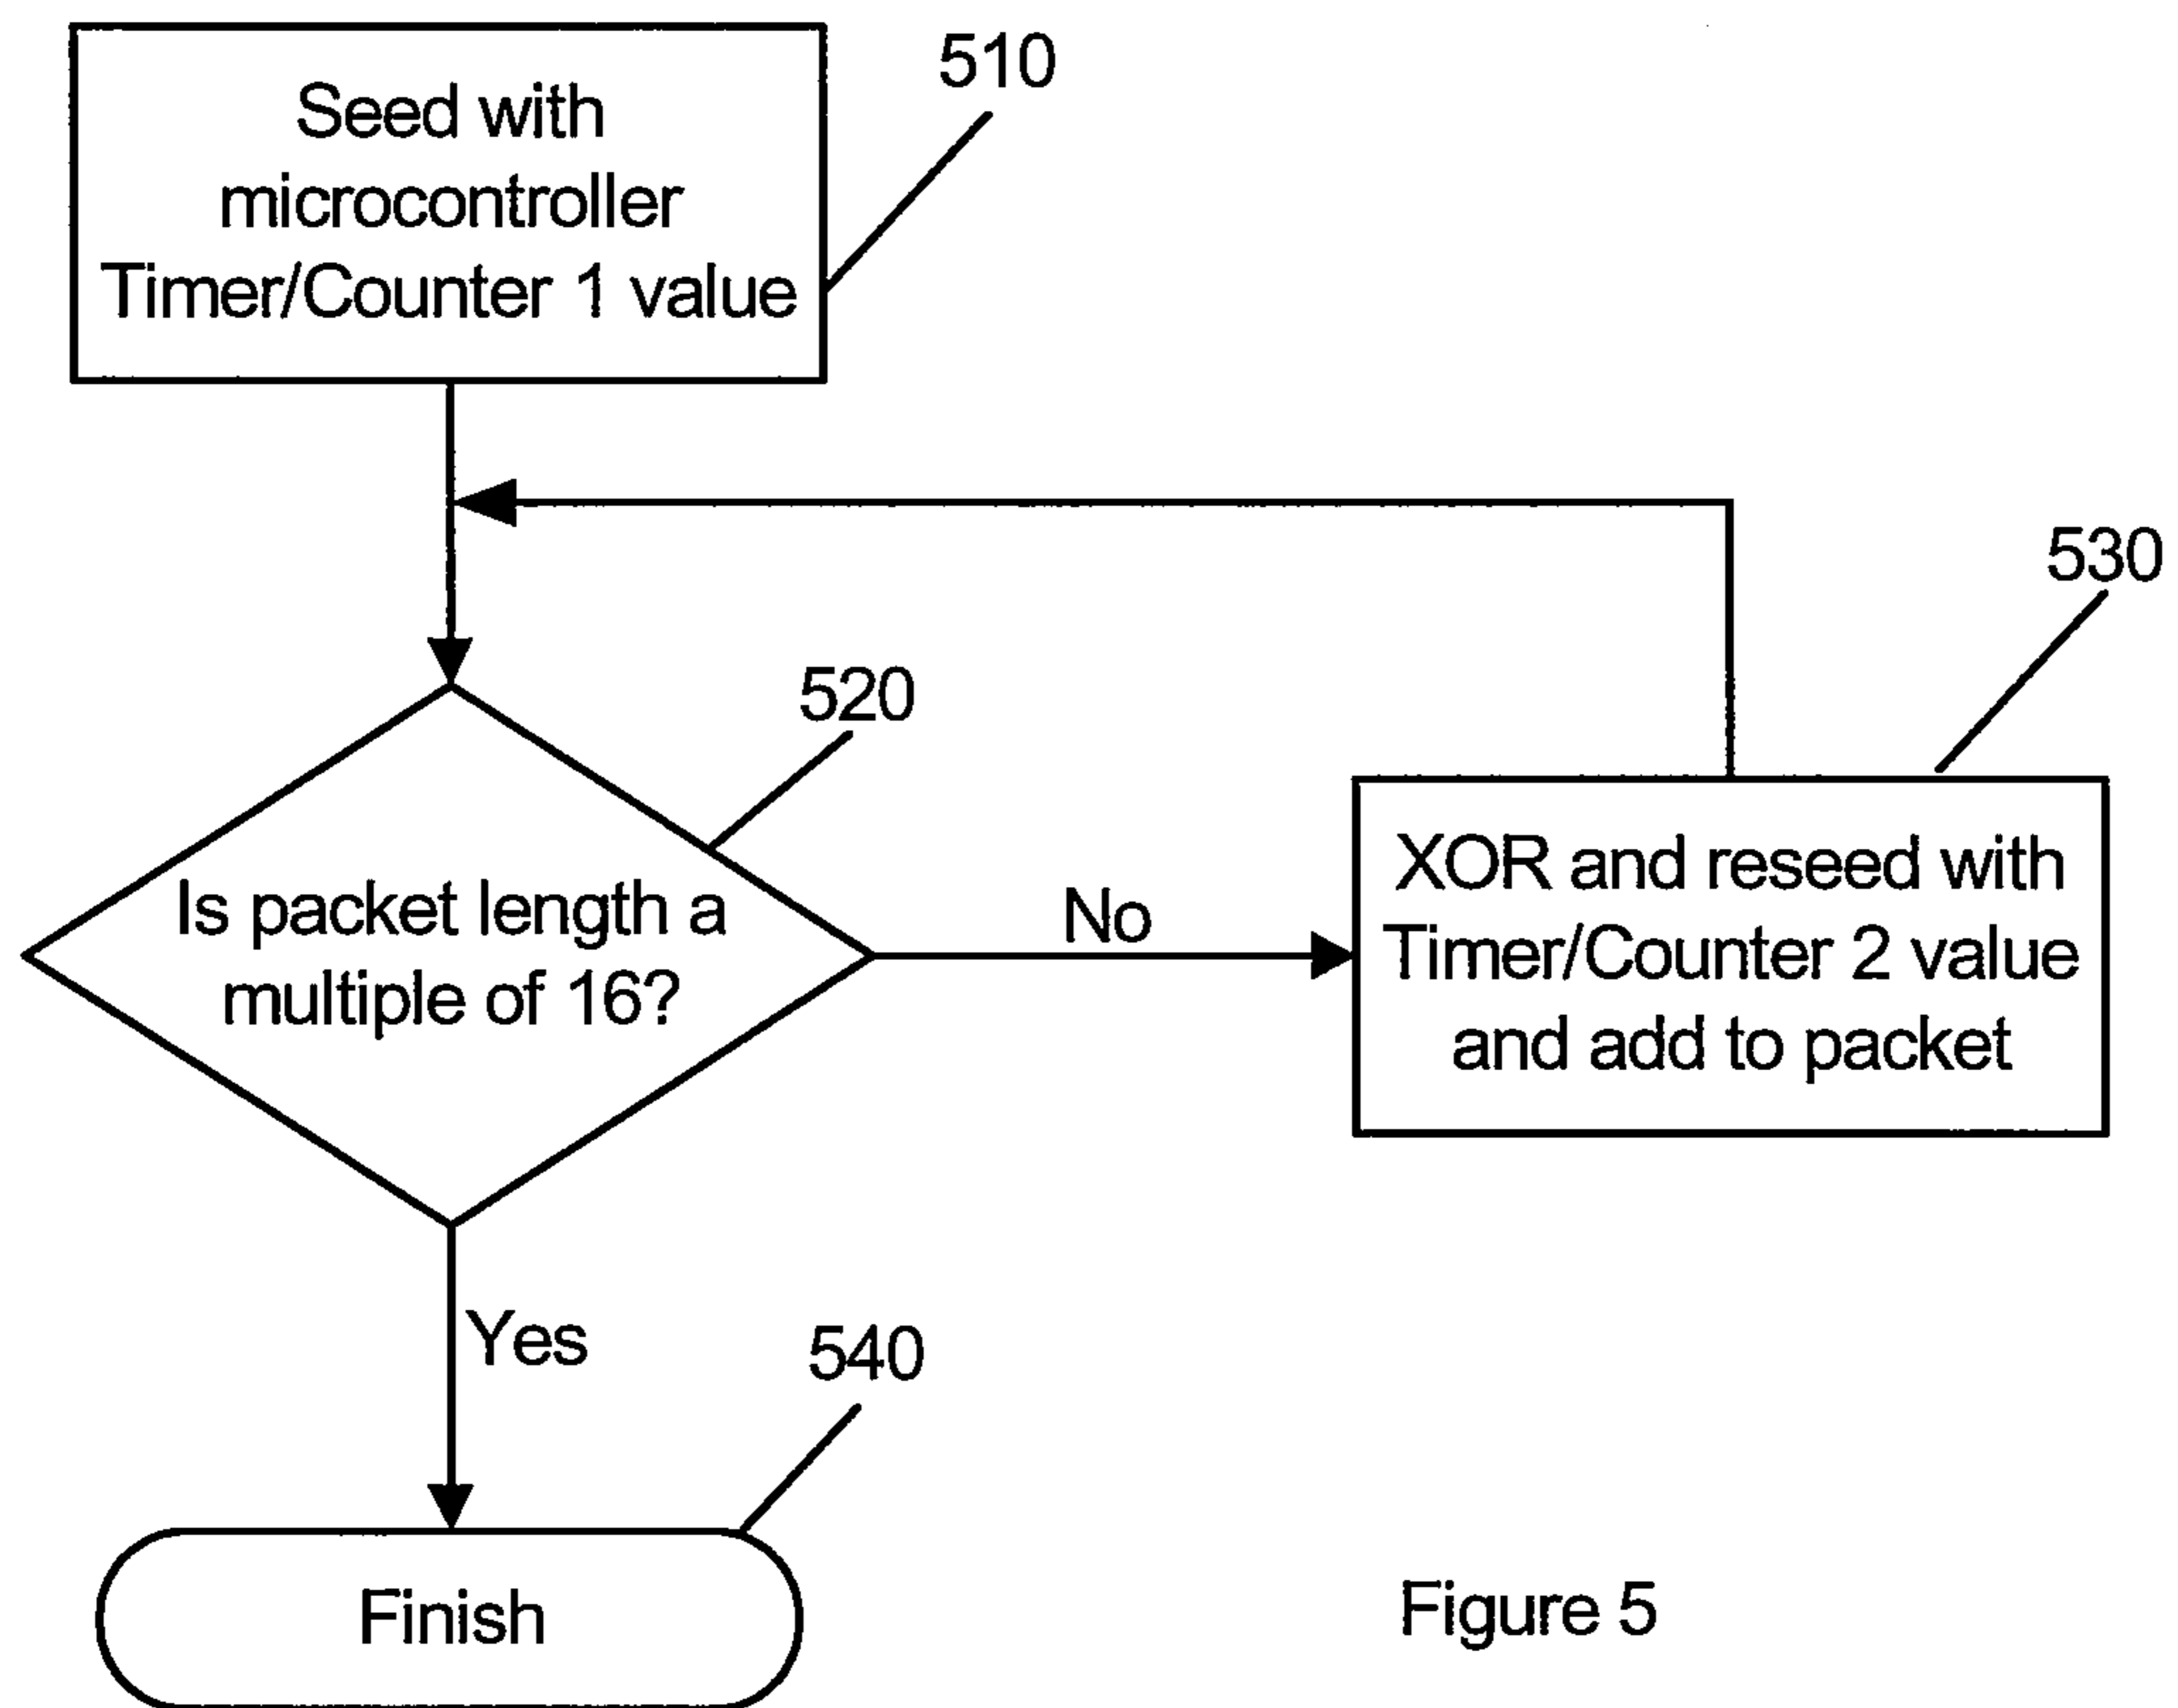 Seed with
microcontroller
Timer/Counter 1 value
510
530
520
Is packet length a
multiple of 16?
No
XOR and reseed with
Timer/Counter 2 value
and add to packet
Yes
540
Finish
Figure 5